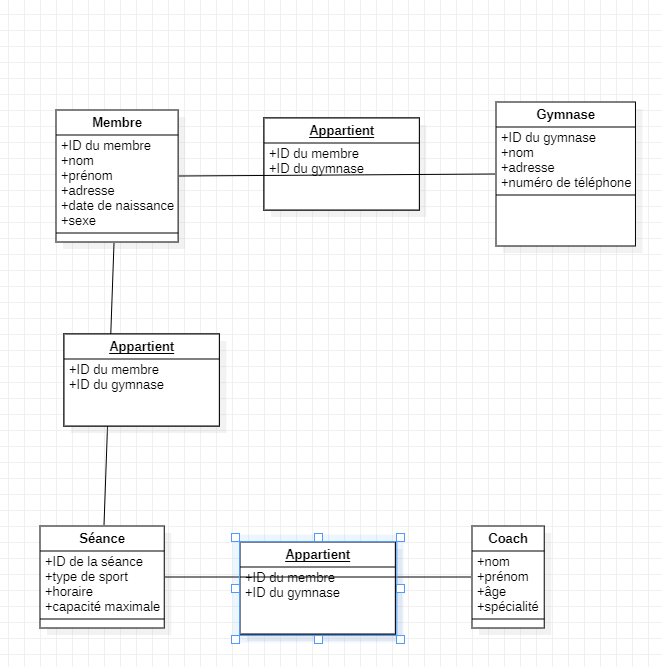 Membre
+ID du membre
+nom
+prénom
+adresse
+date de naissance
+sexe
Appartient
+ID du membre
+ID du gymnase
Gymnase
+ID du gymnase
+nom
+adresse
+numéro de téléphone
Appartient
+ID du membre
+ID du gymnase
Séance
+ID de la séance
+type de sport
+horaire
+capacité maximale
Appartient
+ID du membre
+ID du gymnase
Coach
+nom
+prénom
+âge
+spécialité